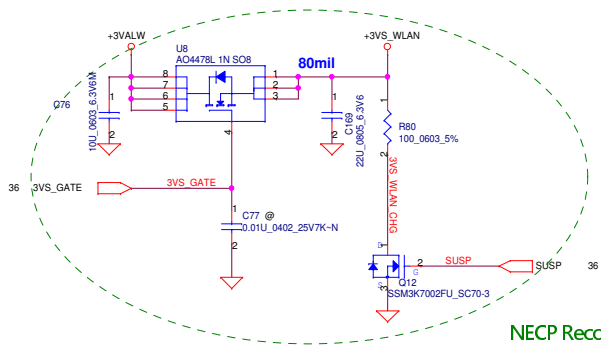 +3VALW
+3VS_WLAN
U8
AO4478L 1N SO8
80mil
8
7
6
5
1
2
3
4
C76
10U_0603_6.3V6M
1
2
1
2
C169
22U_0805_6.3V6
1
R80
100_0603_5%
2
3VS_WLAN_CHG
36
3VS_GATE
3VS_GATE
1
C77 @
0.01U_0402_25V7K~N
2
1
D
2
G
SUSP
SUSP
36
S
3
Q12
SSM3K7002FU_SC70-3
NECP Reco